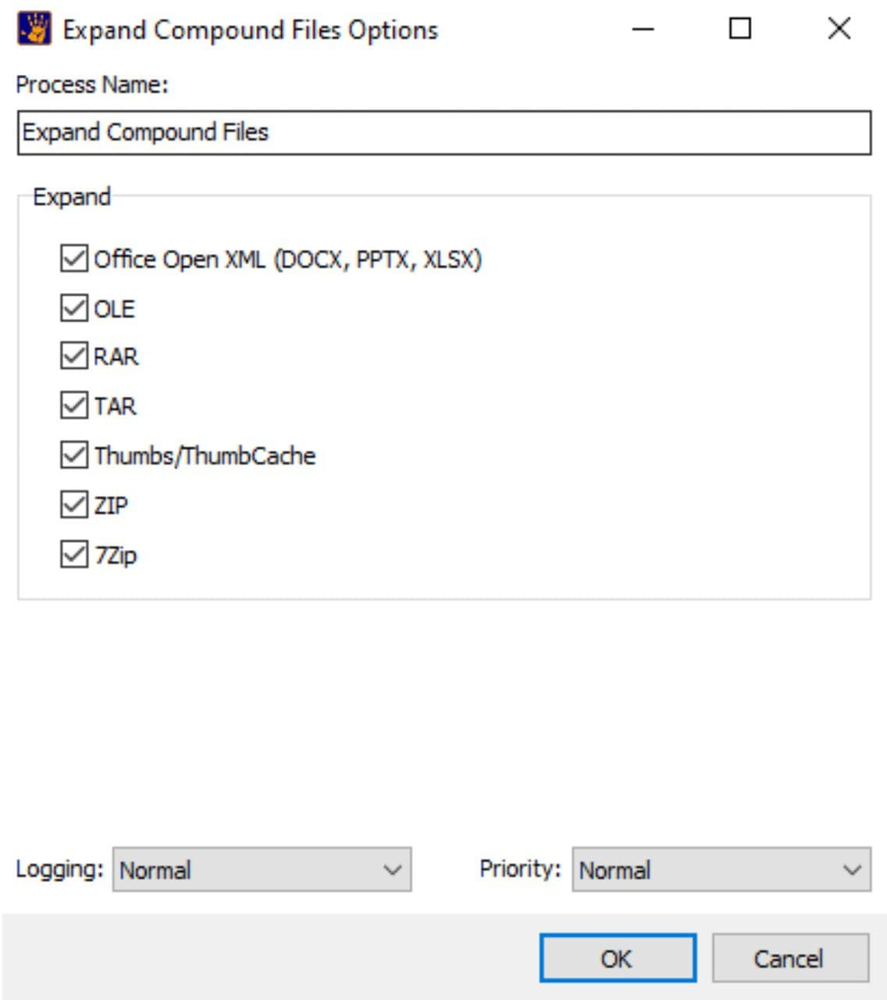 Expand Compound Files Options
Process Name:
Expand Compound Files
Expand
Office Open XML (DOCX, PPTX, XLSX)
OLE
RAR
TAR
Thumbs/ThumbCache
ZIP
7Zip
Logging: Normal Priority: Normal
OK Cancel